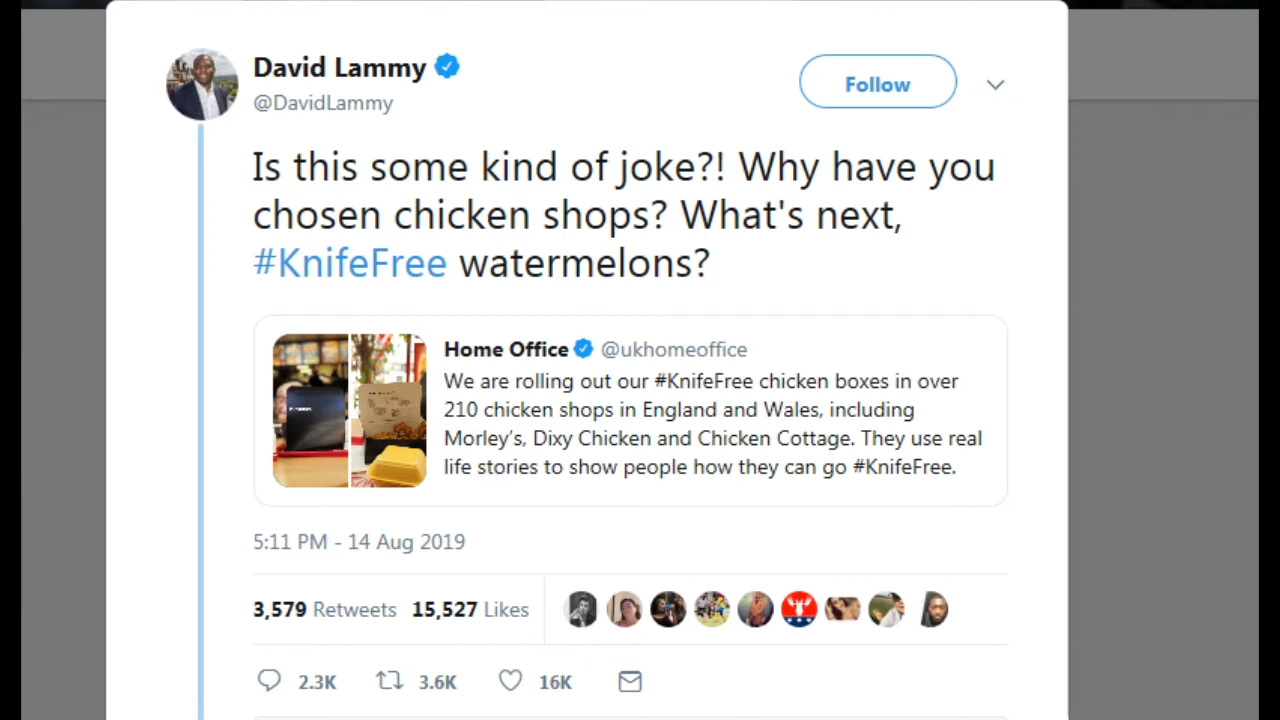 David Lammy
@DavidLammy
Follow
Is this some kind of joke?! Why have you
chosen chicken shops? What's next,
#KnifeFree watermelons?
Home Office @ukhomeoffice
We are rolling out our #KnifeFree chicken boxes in over
210 chicken shops in England and Wales, including
Morley's, Dixy Chicken and Chicken Cottage. They use real
life stories to show people how they can go #KnifeFree.
5:11 PM - 14 Aug 2019
3,579 Retweets 15,527 Likes
2.3K 3.6K 16K